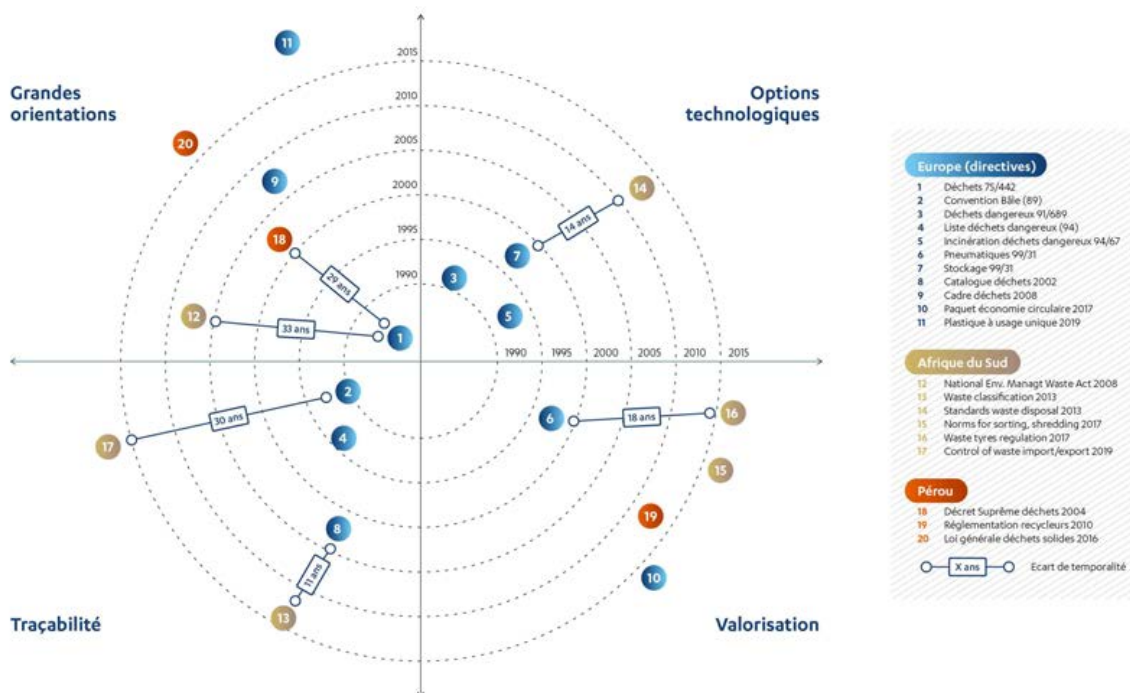 Grandes
orientations
Options
technologiques
Traçabilité
Valorisation
2015
2010
2005
2000
1995
1990
1990 1995 2000 2005 2010 2015
11
20
9
18
29 ans
12
33 ans
1
3
5
7
14 ans
14
2
30 ans
17
4
8
11 ans
13
6
18 ans
16
15
19
10
Europe (directives)
1 Déchets 75/442
2 Convention Bâle (89)
3 Déchets dangereux 91/689
4 Liste déchets dangereux (94)
5 Incinération déchets dangereux 94/67
6 Pneumatiques 99/31
7 Stockage 99/31
8 Catalogue déchets 2002
9 Cadre déchets 2008
10 Paquet économie circulaire 2017
11 Plastique à usage unique 2019
Afrique du Sud
12 National Env. Managt Waste Act 2008
13 Waste classification 2013
14 Standards waste disposal 2013
15 Norms for sorting, shredding 2017
16 Waste tyres regulation 2017
17 Control of waste import/export 2019
Pérou
18 Décret Suprême déchets 2004
19 Réglementation recycleurs 2010
20 Loi générale déchets solides 2016
X ans Ecart de temporalité